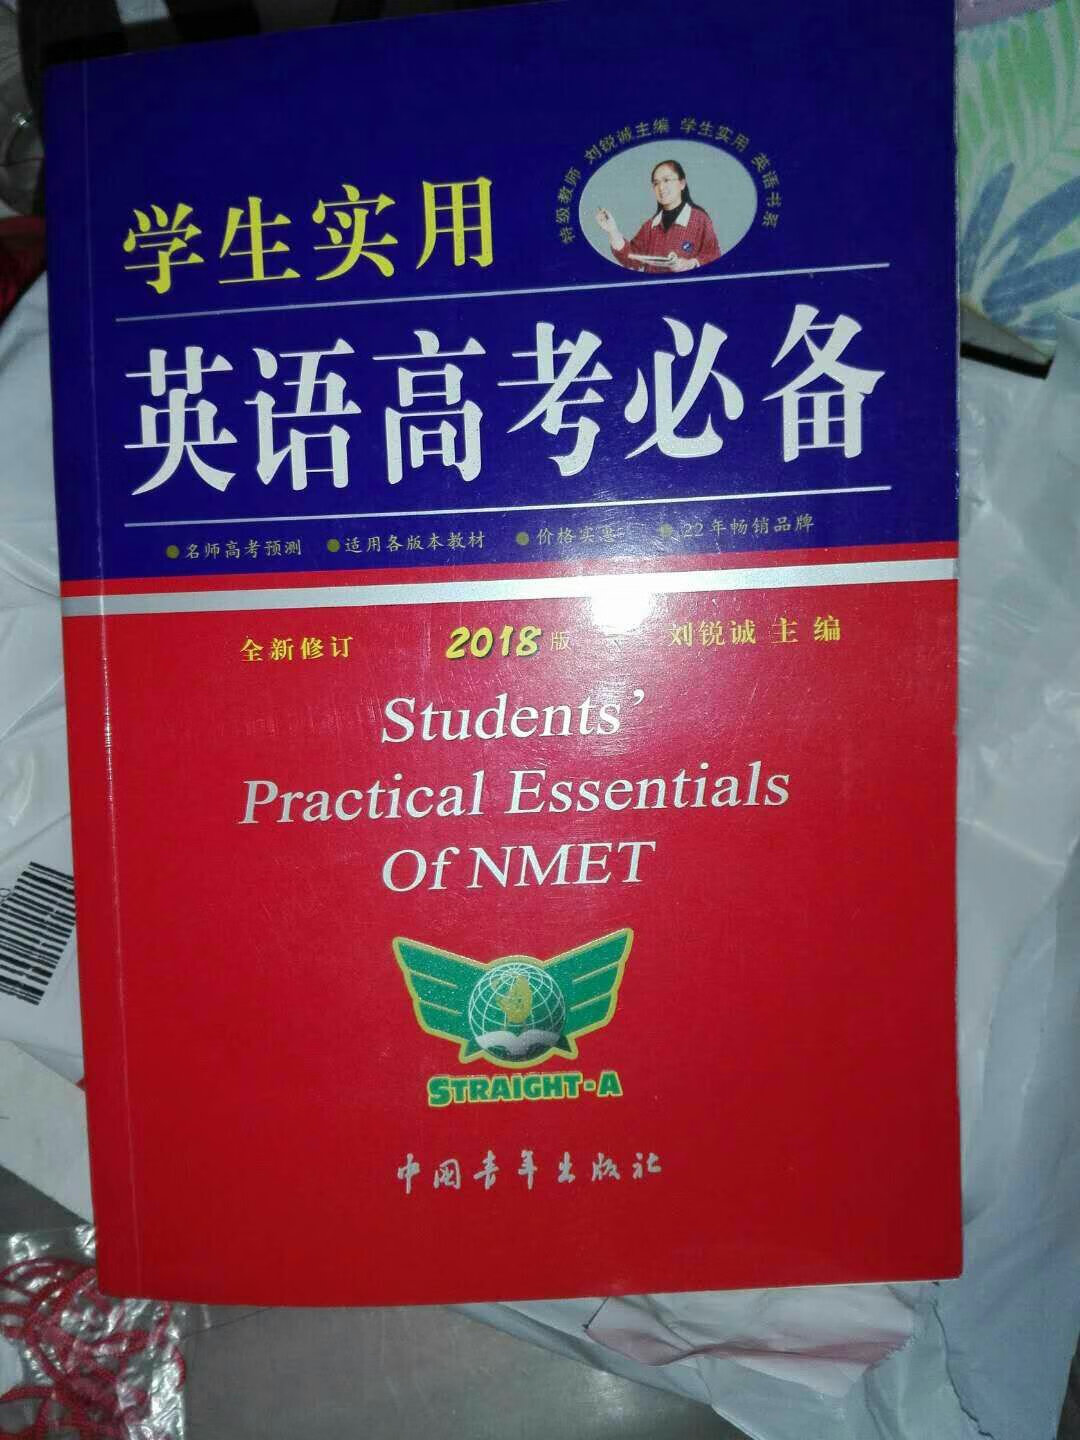 特级教师 刘锐诚主编 学生实用 英语书系
学生实用
英语高考必备
●名师高考预测 ●适用各版本教材 ●价格实惠 ●22年畅销品牌
全新修订 2018版 刘锐诚 主编
Students'
Practical Essentials
Of NMET
STRAIGHT·A
中国青年出版社